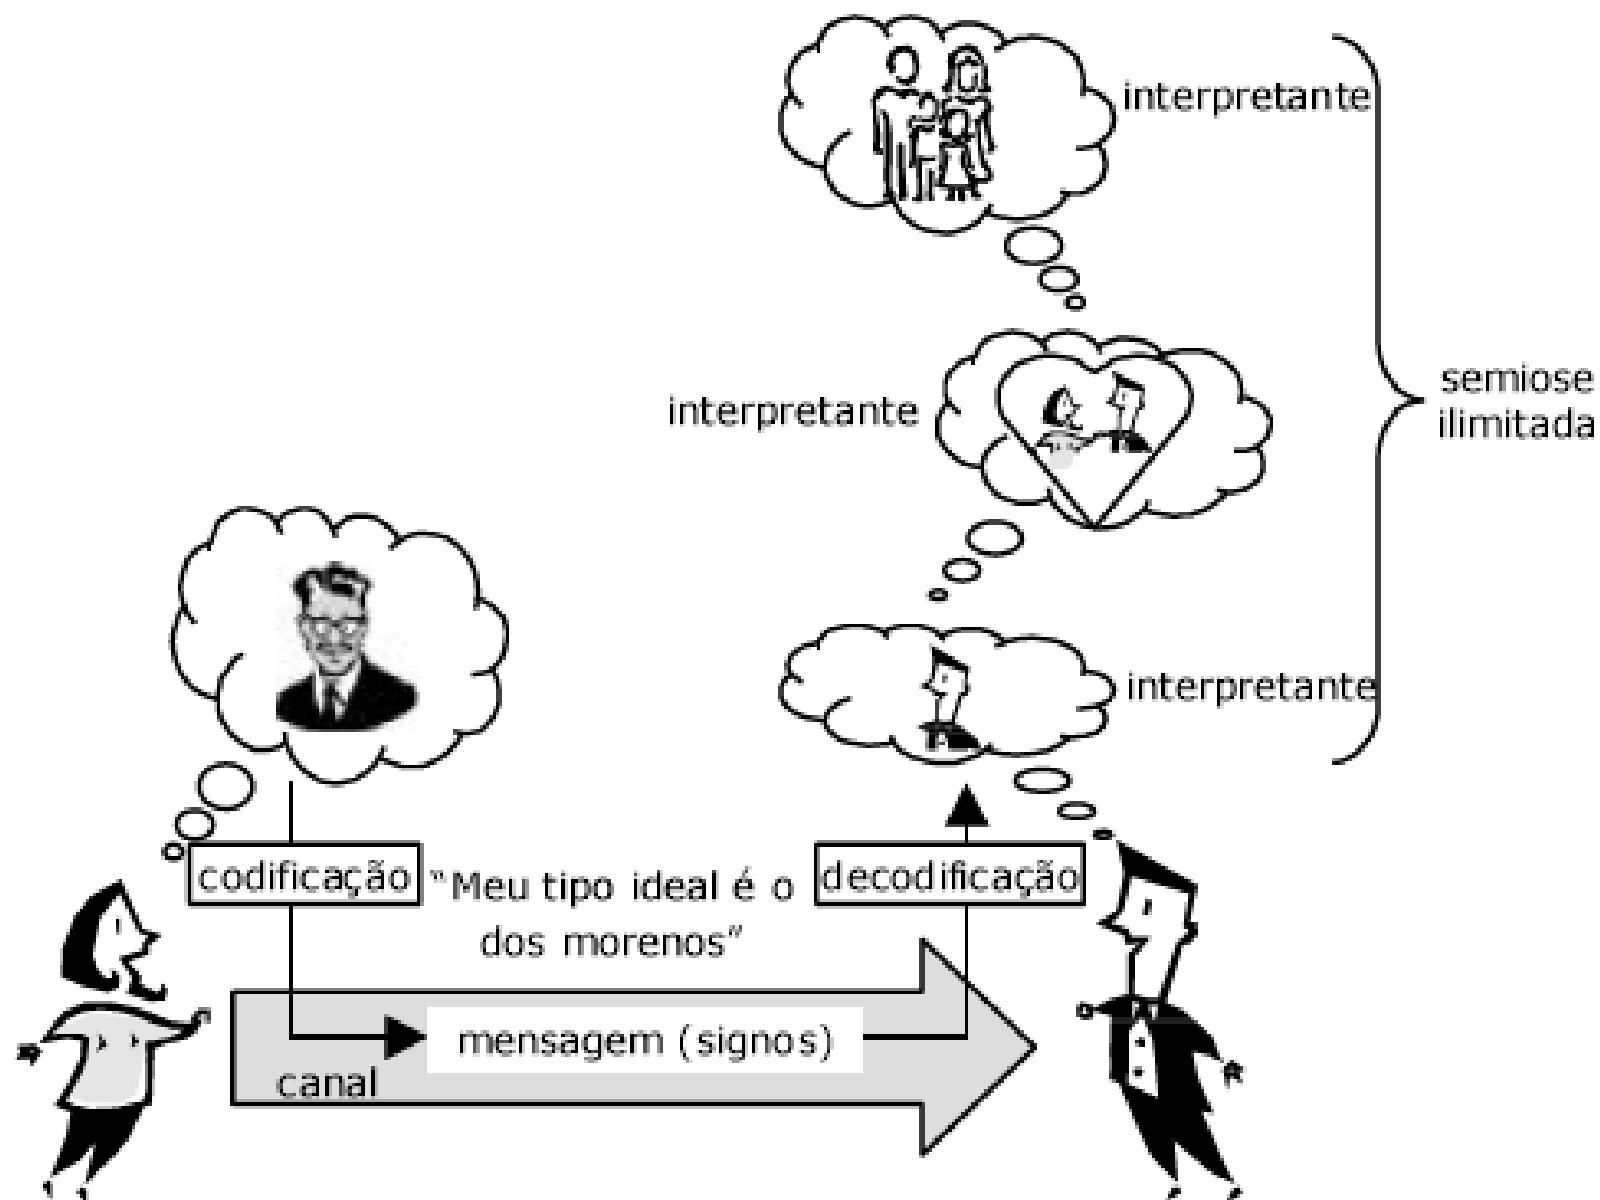 interpretante
interpretante
semiose
ilimitada
interpretante
codificação
"Meu tipo ideal é o
dos morenos"
decodificação
mensagem (signos)
canal